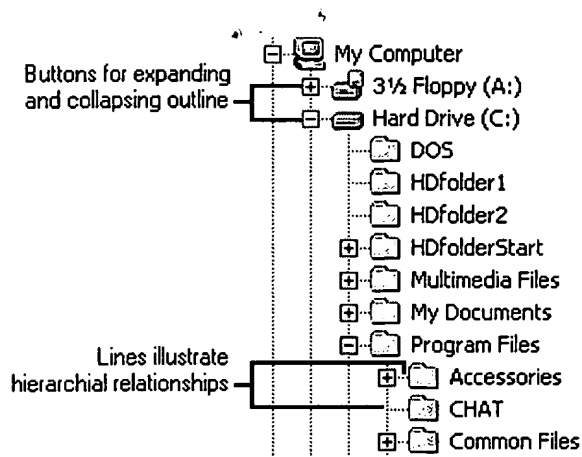 My Computer
Buttons for expanding
and collapsing outline
3½ Floppy (A:)
Hard Drive (C:)
DOS
HDfolder1
HDfolder2
HDfolderStart
Multimedia Files
My Documents
Program Files
Lines illustrate
hierarchial relationships
Accessories
CHAT
Common Files